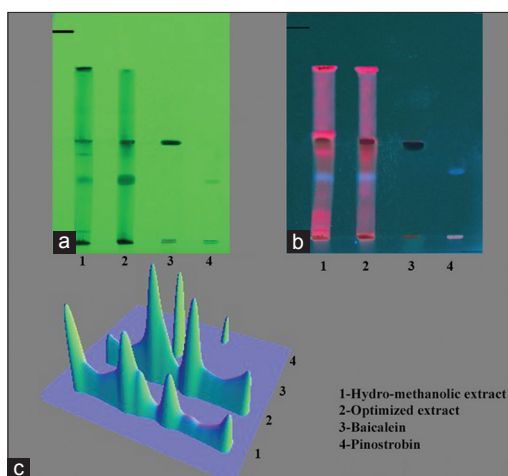 a
b
1 2 3 4
1 2 3 4
4
3
2
1
1-Hydro-methanolic extract
2-Optimized extract
3-Baicalein
4-Pinostrobin
c